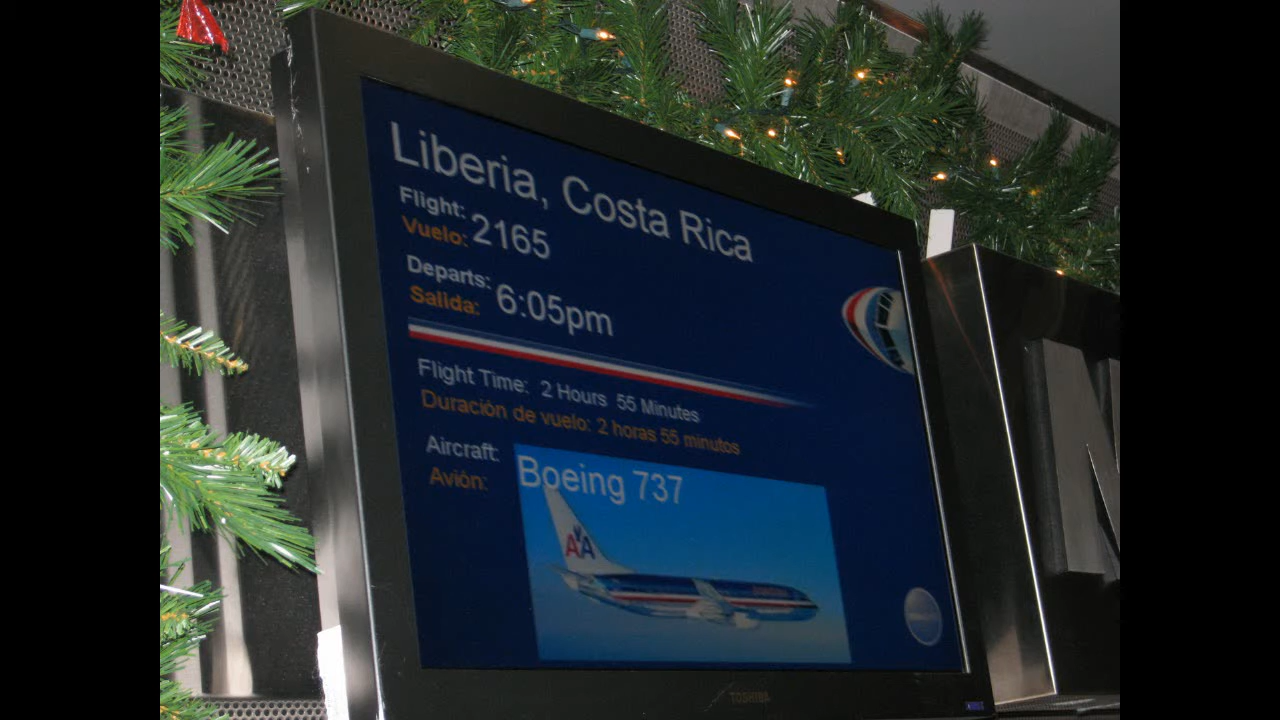 Liberia, Costa Rica
Flight: 2165
Vuelo:
Departs: 6:05pm
Salida:
Flight Time: 2 Hours 55 Minutes
Duración de vuelo: 2 horas 55 minutos
Aircraft: Boeing 737
Avión:
AA
TOSHIBA